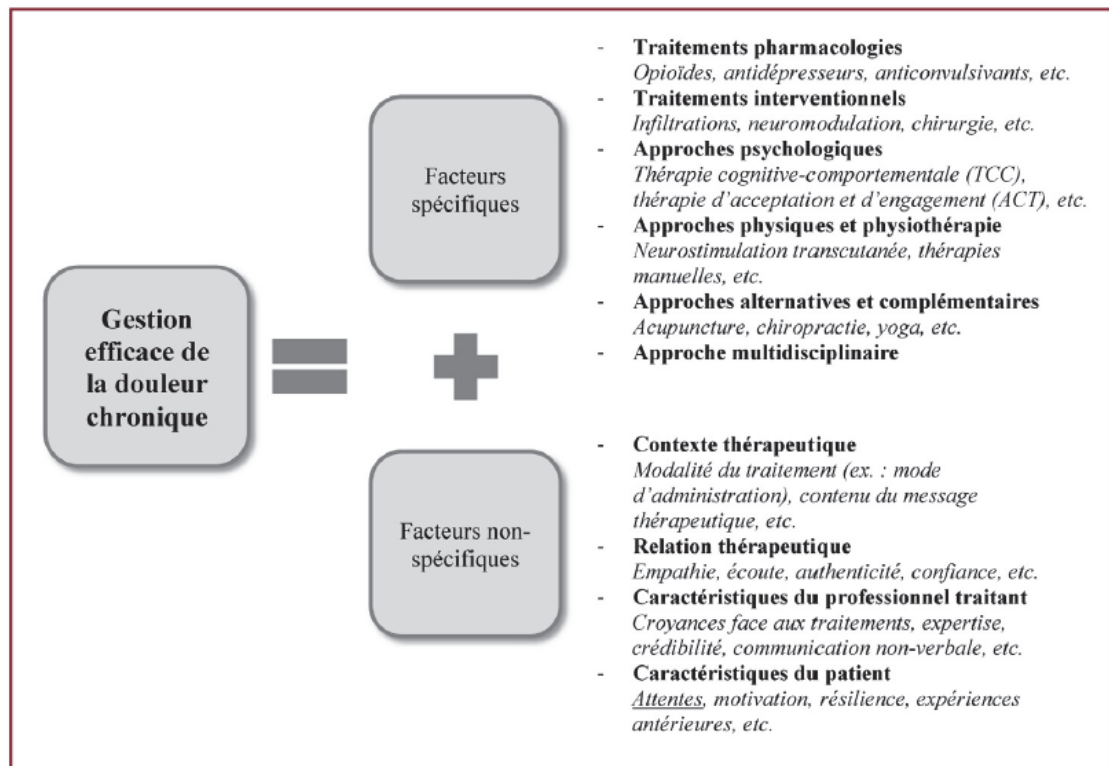 Gestion
efficace de
la douleur
chronique
Facteurs
spécifiques
- Traitements pharmacologies
Opioïdes, antidépresseurs, anticonvulsivants, etc.
- Traitements interventionnels
Infiltrations, neuromodulation, chirurgie, etc.
- Approches psychologiques
Thérapie cognitive-comportementale (TCC),
thérapie d'acceptation et d'engagement (ACT), etc.
- Approches physiques et physiothérapie
Neurostimulation transcutanée, thérapies
manuelles, etc.
- Approches alternatives et complémentaires
Acupuncture, chiropractie, yoga, etc.
- Approche multidisciplinaire
Facteurs non-
spécifiques
- Contexte thérapeutique
Modalité du traitement (ex. : mode
d'administration), contenu du message
thérapeutique, etc.
- Relation thérapeutique
Empathie, écoute, authenticité, confiance, etc.
- Caractéristiques du professionnel traitant
Croyances face aux traitements, expertise,
crédibilité, communication non-verbale, etc.
- Caractéristiques du patient
Attentes, motivation, résilience, expériences
antérieures, etc.